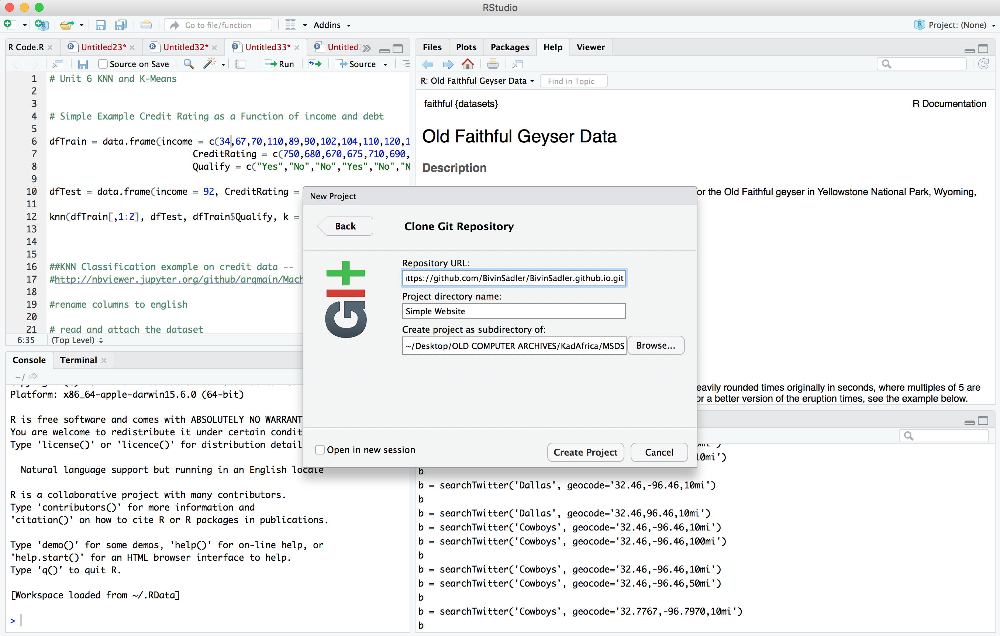 RStudio
Go to file/function
Addins
Project: (None)
R Code.R
Untitled23*
Untitled32*
Untitled33*
Source on Save
Run
Source
1 # Unit 6 KNN and K-Means
2
3
4 # Simple Example Credit Rating as a Function of income and debt
5
6 dfTrain = data.frame(income = c(34,67,70,110,89,90,102,104,110,120,1
7 CreditRating = c(750,680,670,675,710,690,
8 Qualify = c("Yes","No","No","Yes","No","N
9
10 dfTest = data.frame(income = 92, CreditRating =
11
12 knn(dfTrain[,1:2], dfTest, dfTrain$Qualify, k =
13
14
15
16 ##KNN Classification example on credit data --
17 #http://nbviewer.jupyter.org/github/arqmain/Mach
18
19 #rename columns to english
20
21 # read and attach the dataset
6:35
(Top Level)
Console
Terminal
~/
Platform: x86_64-apple-darwin15.6.0 (64-bit)
R is free software and comes with ABSOLUTELY NO WARRANT
You are welcome to redistribute it under certain condit
Type 'license()' or 'licence()' for distribution detail
Natural language support but running in an English locale
R is a collaborative project with many contributors.
Type 'contributors()' for more information and
'citation()' on how to cite R or R packages in publications.
Type 'demo()' for some demos, 'help()' for on-line help, or
'help.start()' for an HTML browser interface to help.
Type 'q()' to quit R.
[Workspace loaded from ~/.RData]
>
Files
Plots
Packages
Help
Viewer
R: Old Faithful Geyser Data
Find in Topic
faithful {datasets}
R Documentation
Old Faithful Geyser Data
Description
or the Old Faithful geyser in Yellowstone National Park, Wyoming,
eavily rounded times originally in seconds, where multiples of 5 are
or a better version of the eruption times, see the example below.
New Project
Back
Clone Git Repository
GIt
Repository URL:
ttps://github.com/BivinSadler/BivinSadler.github.io.git
Project directory name:
Simple Website
Create project as subdirectory of:
~/Desktop/OLD COMPUTER ARCHIVES/KadAfrica/MSDS
Browse...
Open in new session
Create Project
Cancel
10mi')
b
b = searchTwitter('Dallas', geocode='32.46,-96.46,10mi')
b
b = searchTwitter('Dallas', geocode='32.46,96.46,10mi')
b = searchTwitter('Cowboys', geocode='32.46,-96.46,10mi')
b = searchTwitter('Cowboys', geocode='32.46,-96.46,100mi')
b
b = searchTwitter('Cowboys', geocode='32.46,-96.46,10mi')
b = searchTwitter('Cowboys', geocode='32.46,-96.46,50mi')
b
b = searchTwitter('Cowboys', geocode='32.7767,-96.7970,10mi')
b